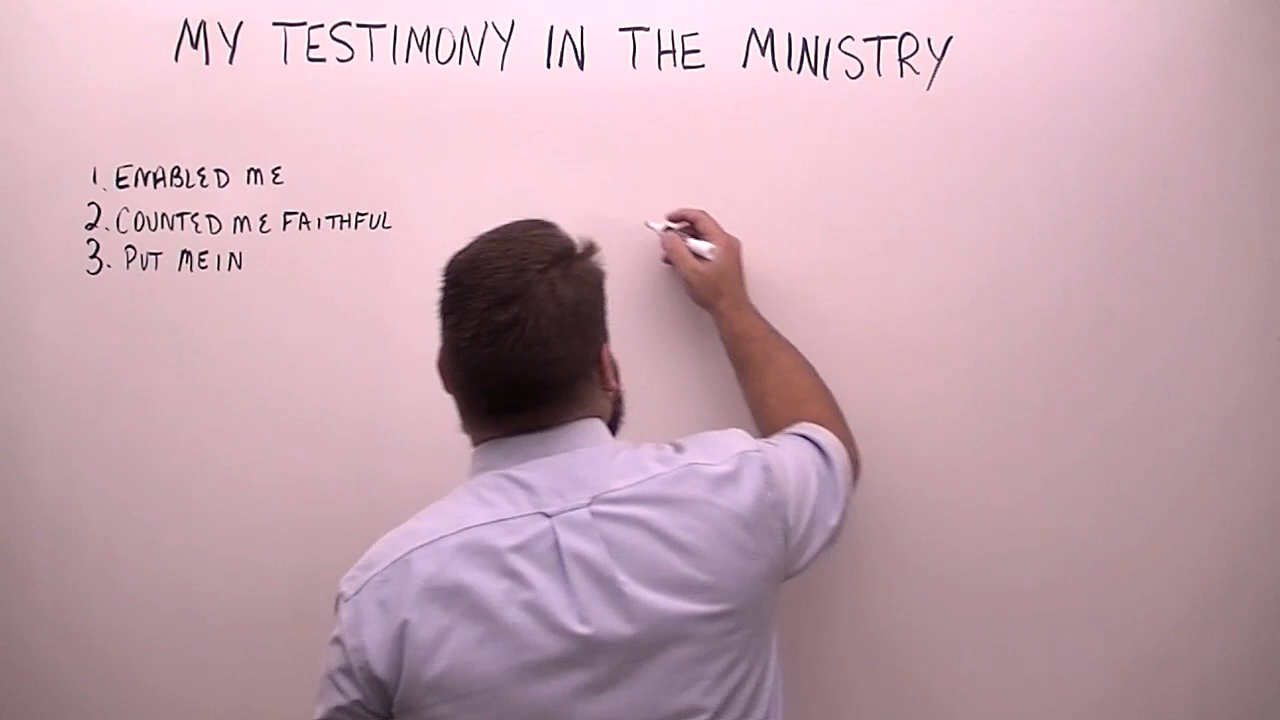 MY TESTIMONY IN THE MINISTRY
1. ENABLED ME
2. COUNTED ME FAITHFUL
3. PUT ME IN